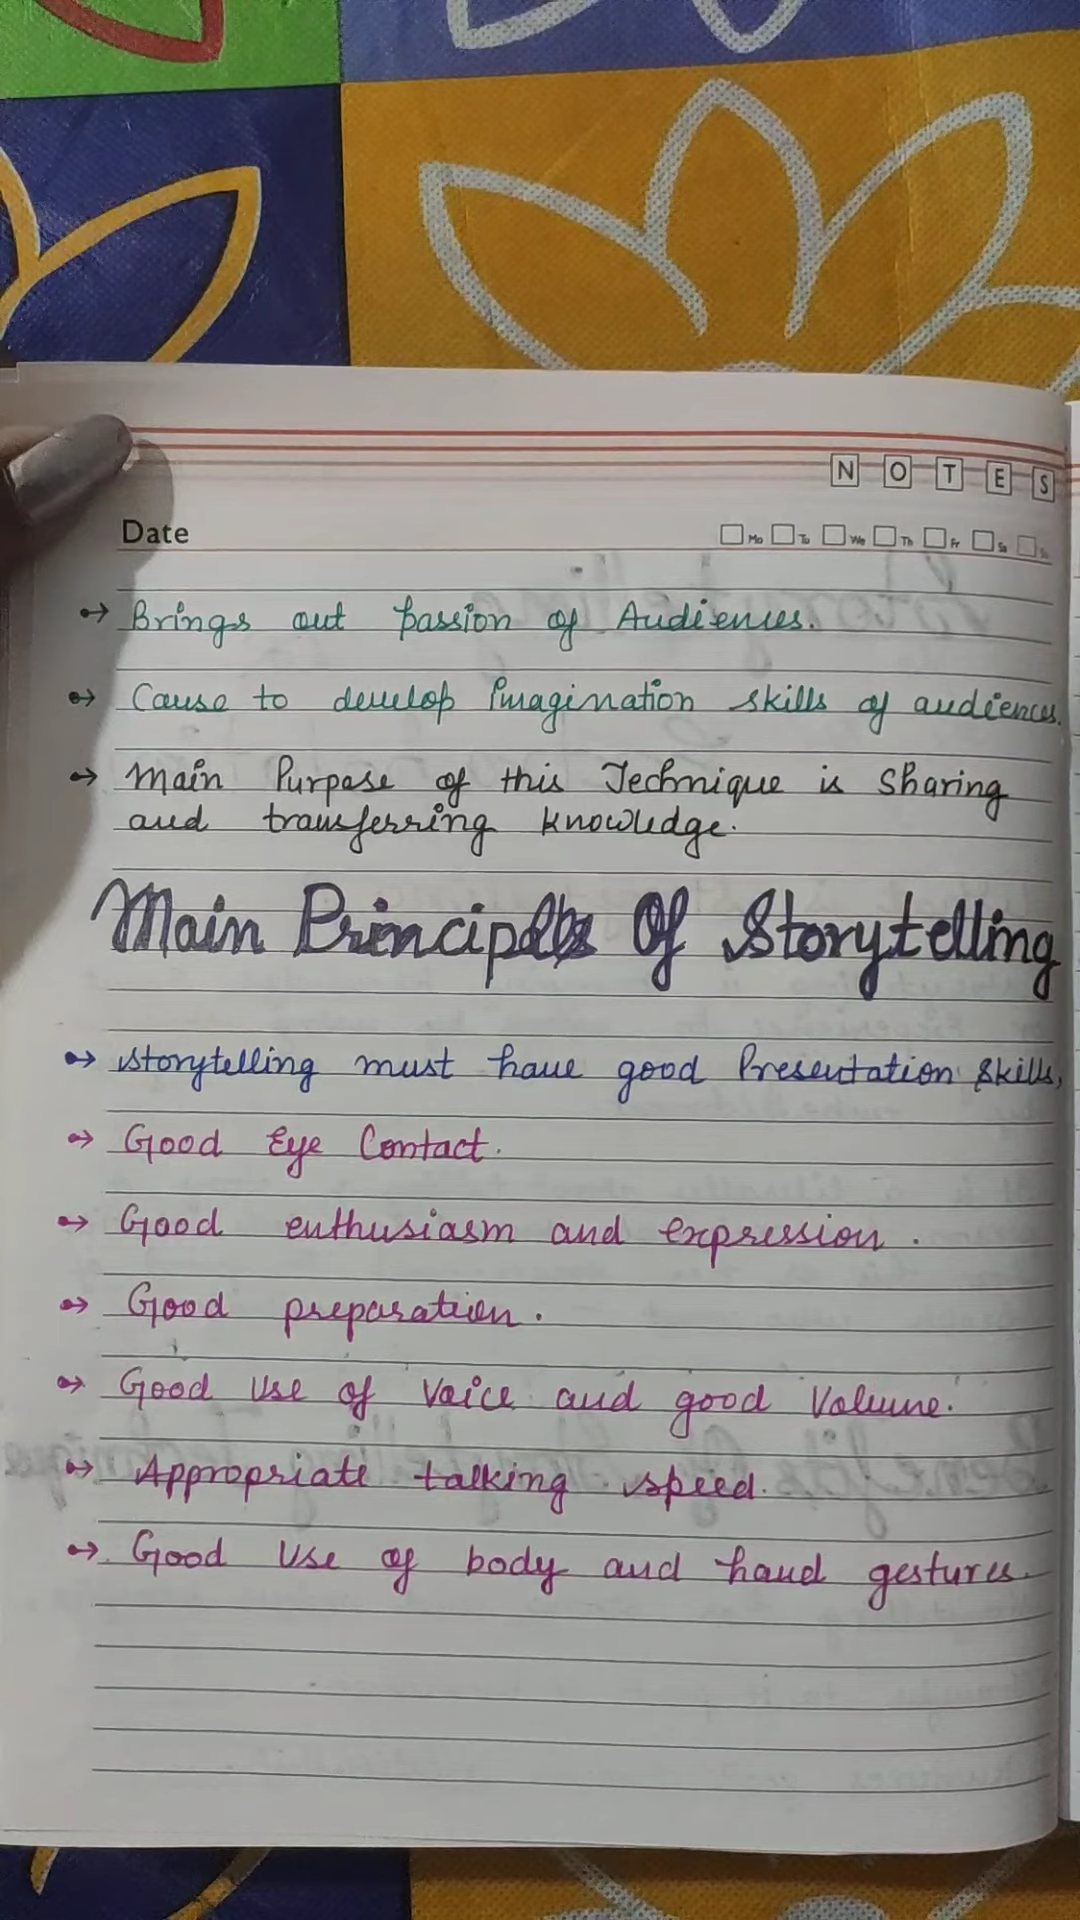 NOTES
Date Mo Tu We Th Fr Sa Su
→ Brings out passion of Audiences.
→ Cause to develop Imagination skills of audiences.
→ Main Purpose of this Technique is Sharing
and transferring knowledge.
Main Principles Of Storytelling
→ storytelling must have good Presentation skills,
→ Good Eye Contact.
→ Good enthusiasm and expression.
→ Good preparation.
→ Good Use of Voice and good Volume.
→ Appropriate talking speed.
→ Good Use of body and hand gestures.